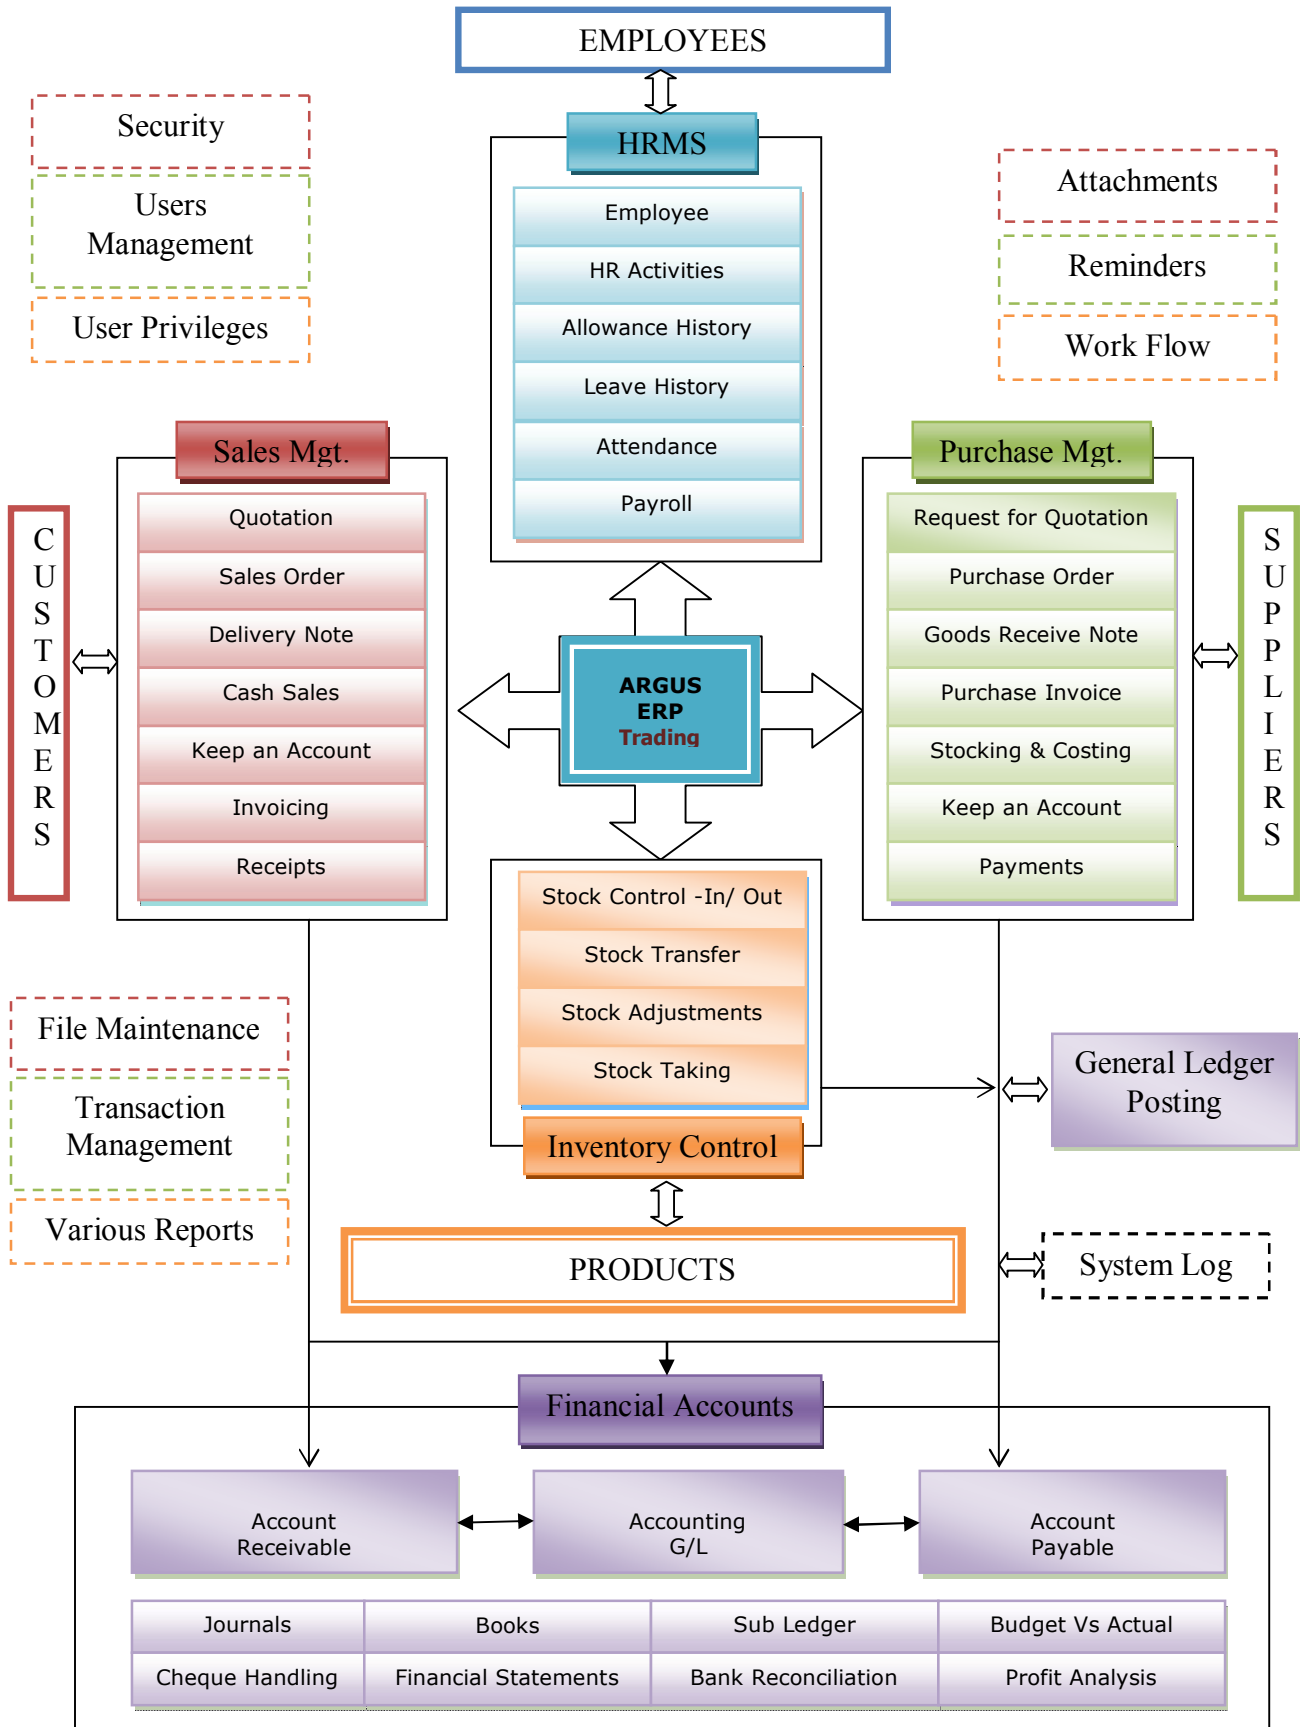 EMPLOYEES
HRMS
Employee
HR Activities
Allowance History
Leave History
Attendance
Payroll
Security
Users
Management
User Privileges
Attachments
Reminders
Work Flow
Sales Mgt.
Quotation
Sales Order
Delivery Note
Cash Sales
Keep an Account
Invoicing
Receipts
C
U
S
T
O
M
E
R
S
ARGUS
ERP
Trading
Purchase Mgt.
Request for Quotation
Purchase Order
Goods Receive Note
Purchase Invoice
Stocking & Costing
Keep an Account
Payments
S
U
P
P
L
I
E
R
S
Stock Control -In/ Out
Stock Transfer
Stock Adjustments
Stock Taking
Inventory Control
File Maintenance
Transaction
Management
Various Reports
General Ledger
Posting
PRODUCTS
System Log
Financial Accounts
Account
Receivable
Accounting
G/L
Account
Payable
Journals
Books
Sub Ledger
Budget Vs Actual
Cheque Handling
Financial Statements
Bank Reconciliation
Profit Analysis